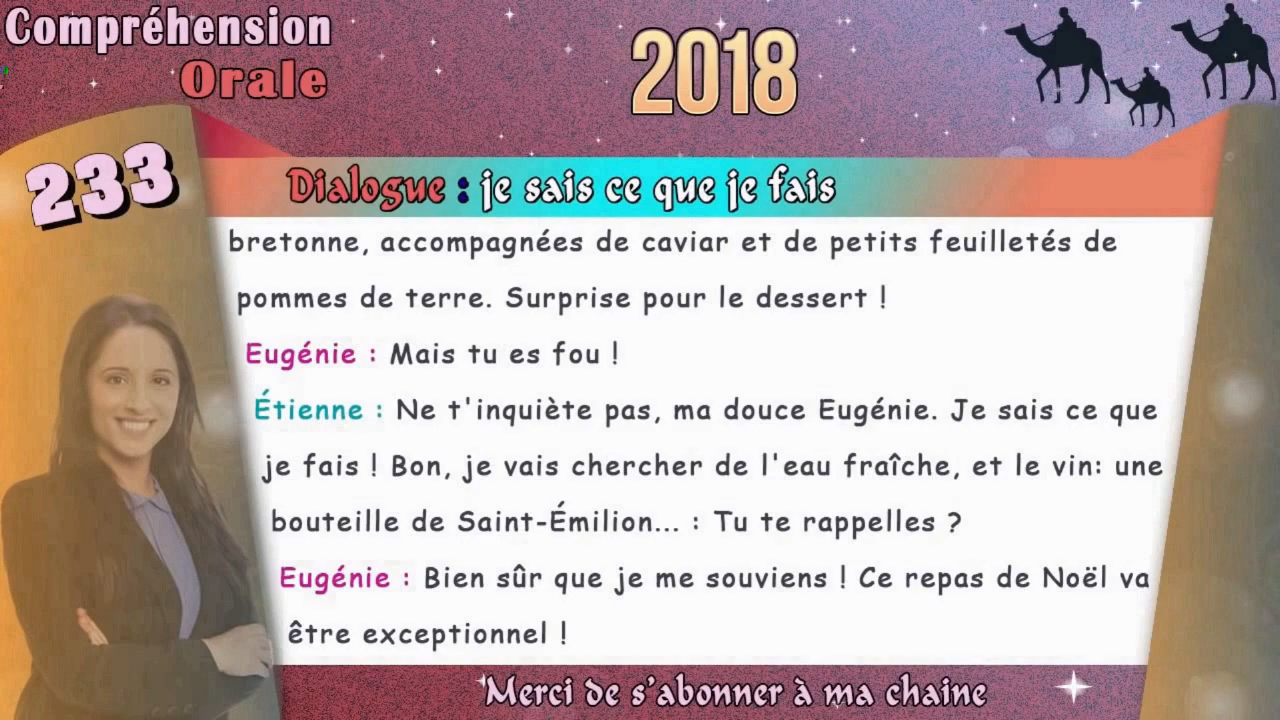 Compréhension
Orale
2018
233
Dialogue : je sais ce que je fais
bretonne, accompagnées de caviar et de petits feuilletés de
pommes de terre. Surprise pour le dessert !
Eugénie : Mais tu es fou !
Étienne : Ne t'inquiète pas, ma douce Eugénie. Je sais ce que
je fais ! Bon, je vais chercher de l'eau fraîche, et le vin: une
bouteille de Saint-Émilion... : Tu te rappelles ?
Eugénie : Bien sûr que je me souviens ! Ce repas de Noël va
être exceptionnel !
Merci de s'abonner à ma chaine